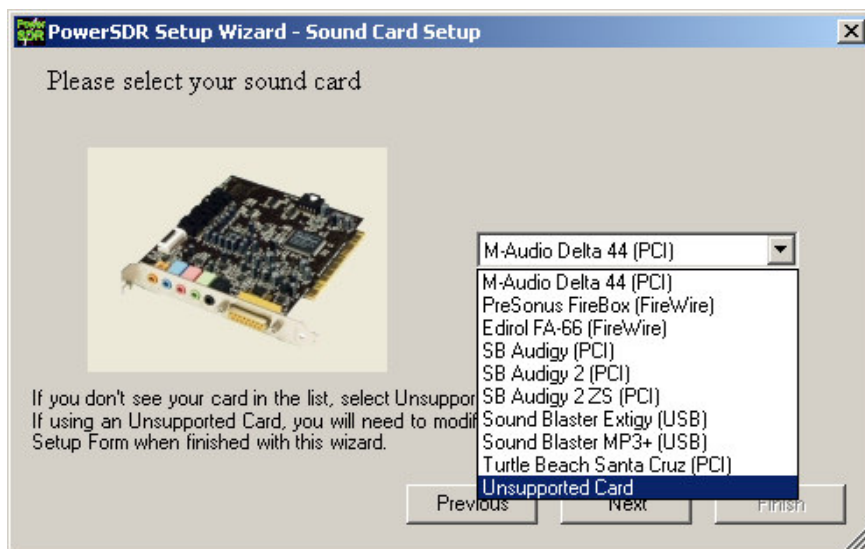 Power SDR
PowerSDR Setup Wizard - Sound Card Setup
Please select your sound card
M-Audio Delta 44 (PCI)
M-Audio Delta 44 (PCI)
PreSonus FireBox (FireWire)
Edirol FA-66 (FireWire)
SB Audigy (PCI)
SB Audigy 2 (PCI)
SB Audigy 2 ZS (PCI)
Sound Blaster Extigy (USB)
Sound Blaster MP3+ (USB)
Turtle Beach Santa Cruz (PCI)
Unsupported Card
If you don't see your card in the list, select Unsuppor
If using an Unsupported Card, you will need to modif
Setup Form when finished with this wizard.
Previous
Next
Finish